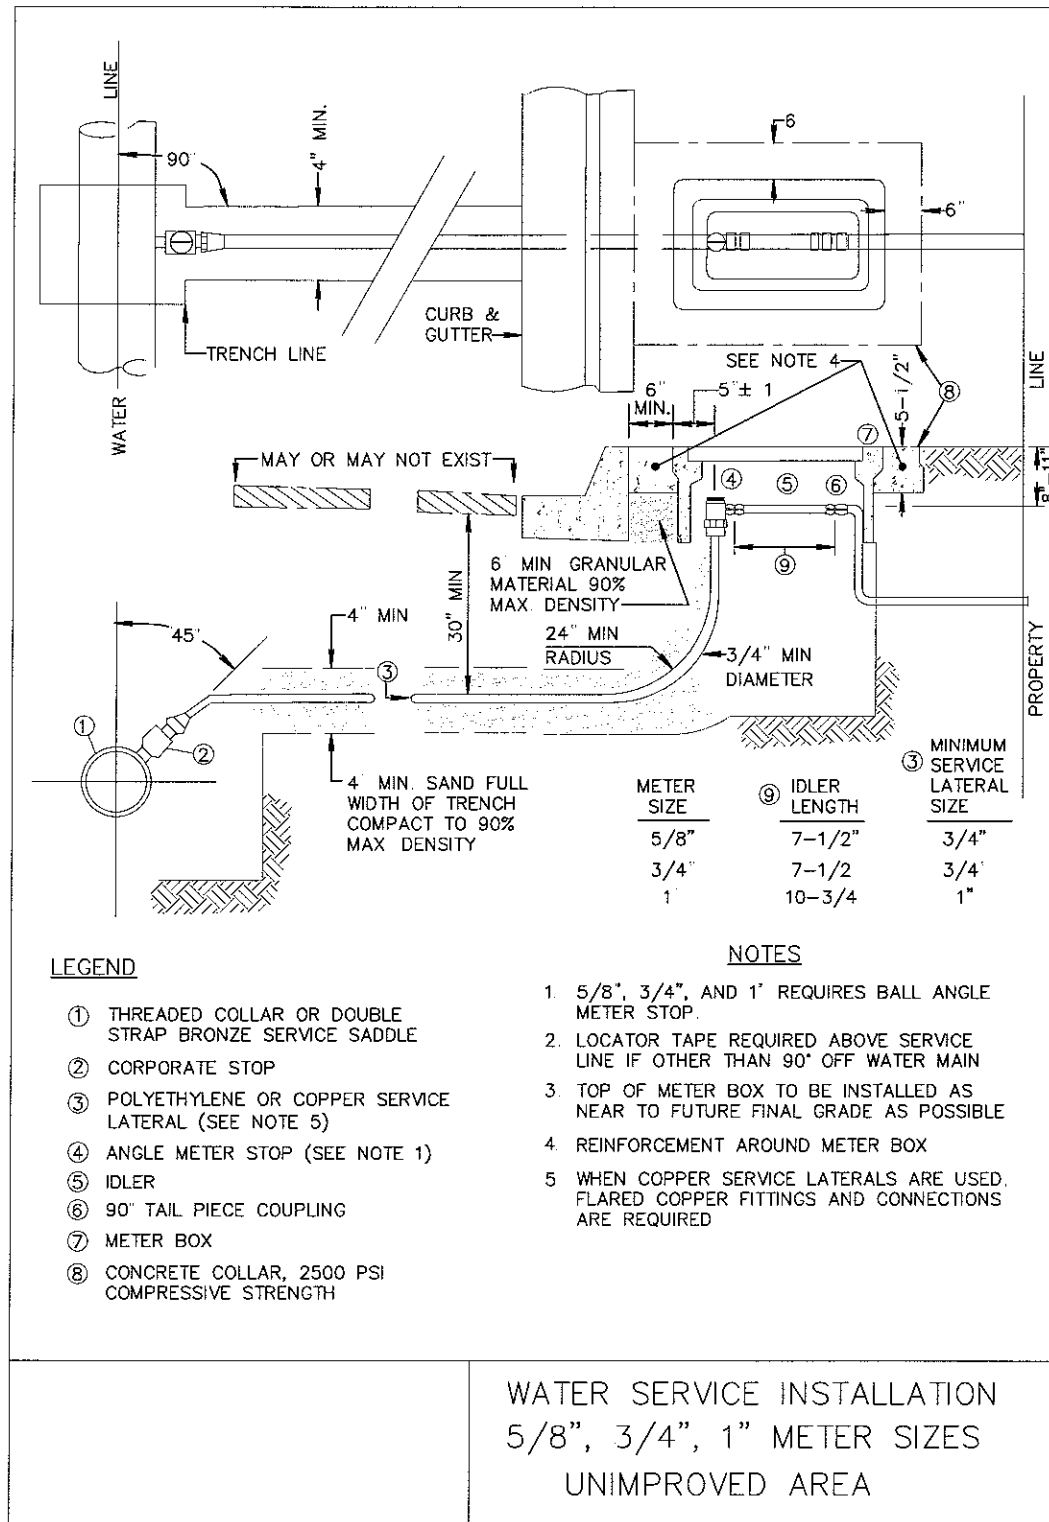 LINE
90°
4" MIN.
6
6"
TRENCH LINE
CURB &
GUTTER
WATER
LINE
SEE NOTE 4
6"
MIN.
5"± 1
5-1/2"
8
7
8"-11"
MAY OR MAY NOT EXIST
4
5
6
9
6' MIN GRANULAR
MATERIAL 90%
MAX. DENSITY
30" MIN
4" MIN
45°
24" MIN
RADIUS
3/4" MIN
DIAMETER
PROPERTY
3
1
2
4' MIN. SAND FULL
WIDTH OF TRENCH
COMPACT TO 90%
MAX DENSITY
METER
SIZE
9 IDLER
LENGTH
3 MINIMUM
SERVICE
LATERAL
SIZE
5/8" 7-1/2" 3/4"
3/4" 7-1/2 3/4'
1' 10-3/4 1"
LEGEND
1 THREADED COLLAR OR DOUBLE
STRAP BRONZE SERVICE SADDLE
2 CORPORATE STOP
3 POLYETHYLENE OR COPPER SERVICE
LATERAL (SEE NOTE 5)
4 ANGLE METER STOP (SEE NOTE 1)
5 IDLER
6 90° TAIL PIECE COUPLING
7 METER BOX
8 CONCRETE COLLAR, 2500 PSI
COMPRESSIVE STRENGTH
NOTES
1. 5/8", 3/4", AND 1" REQUIRES BALL ANGLE
METER STOP.
2. LOCATOR TAPE REQUIRED ABOVE SERVICE
LINE IF OTHER THAN 90° OFF WATER MAIN
3. TOP OF METER BOX TO BE INSTALLED AS
NEAR TO FUTURE FINAL GRADE AS POSSIBLE
4. REINFORCEMENT AROUND METER BOX
5 WHEN COPPER SERVICE LATERALS ARE USED,
FLARED COPPER FITTINGS AND CONNECTIONS
ARE REQUIRED
WATER SERVICE INSTALLATION
5/8", 3/4", 1" METER SIZES
UNIMPROVED AREA